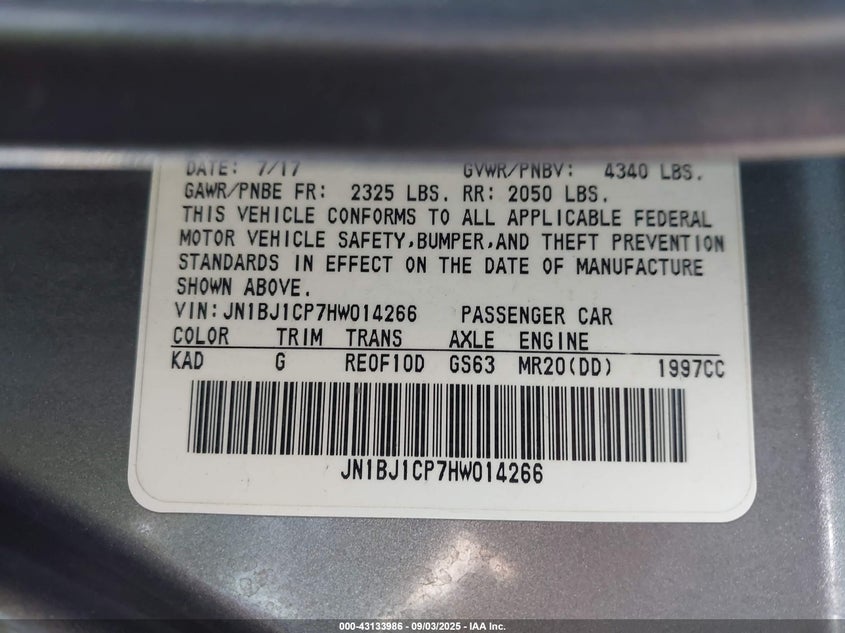 DATE: 7/17 GVWR/PNBV: 4340 LBS.
GAWR/PNBE FR: 2325 LBS. RR: 2050 LBS.
THIS VEHICLE CONFORMS TO ALL APPLICABLE FEDERAL
MOTOR VEHICLE SAFETY,BUMPER,AND THEFT PREVENTION
STANDARDS IN EFFECT ON THE DATE OF MANUFACTURE
SHOWN ABOVE.
VIN:JN1BJ1CP7HW014266 PASSENGER CAR
COLOR TRIM TRANS AXLE ENGINE
KAD G RE0F10D GS63 MR20(DD) 1997CC
JN1BJ1CP7HW014266
000-43133986 - 09/03/2025 - IAA Inc.